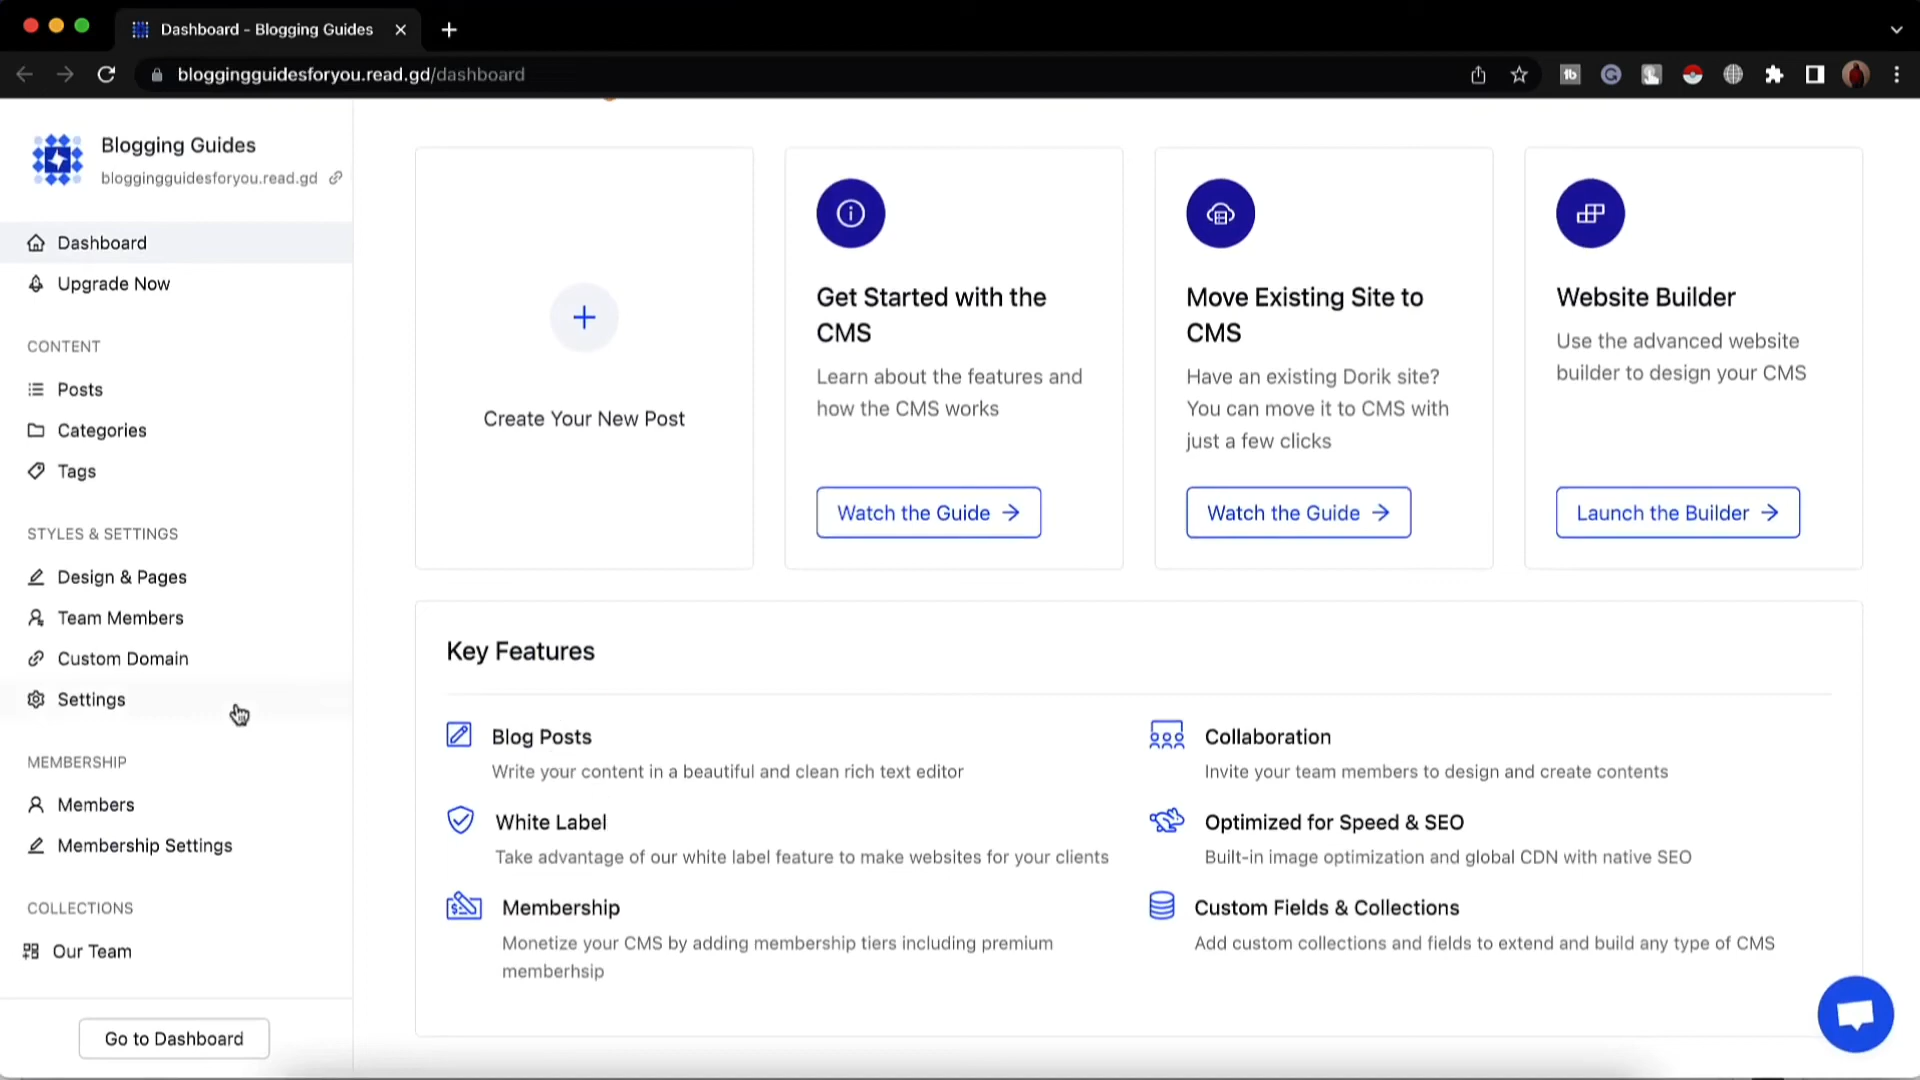 Dashboard - Blogging Guides
bloggingguidesforyou.read.gd/dashboard
tb
Blogging Guides
bloggingguidesforyou.read.gd
Dashboard
Upgrade Now
CONTENT
Posts
Categories
Tags
STYLES & SETTINGS
Design & Pages
Team Members
Custom Domain
Settings
MEMBERSHIP
Members
Membership Settings
COLLECTIONS
Our Team
Go to Dashboard
Create Your New Post
Get Started with the
CMS
Learn about the features and
how the CMS works
Watch the Guide
Move Existing Site to
CMS
Have an existing Dorik site?
You can move it to CMS with
just a few clicks
Watch the Guide
Website Builder
Use the advanced website
builder to design your CMS
Launch the Builder
Key Features
Blog Posts
Write your content in a beautiful and clean rich text editor
Collaboration
Invite your team members to design and create contents
White Label
Take advantage of our white label feature to make websites for your clients
Optimized for Speed & SEO
Built-in image optimization and global CDN with native SEO
Membership
Monetize your CMS by adding membership tiers including premium
memberhsip
Custom Fields & Collections
Add custom collections and fields to extend and build any type of CMS